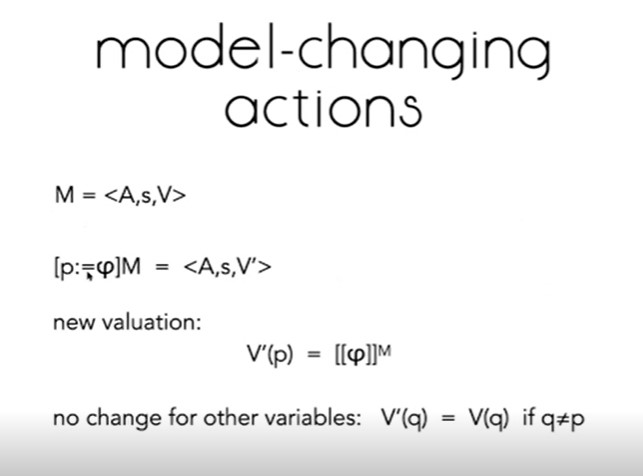 model-changing
actions
M = <A,s,V>
[p:=φ]M = <A,s,V'>
new valuation:
V'(p) = [[φ]]ᴹ
no change for other variables: V'(q) = V(q) if q≠p